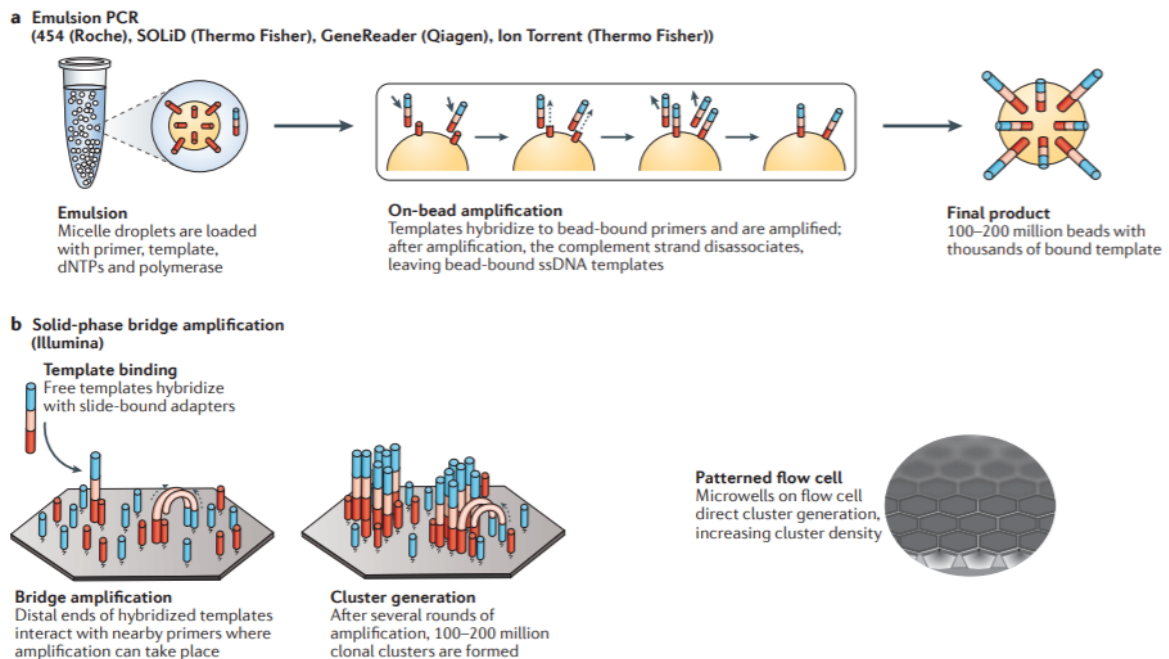 a Emulsion PCR
(454 (Roche), SOLiD (Thermo Fisher), GeneReader (Qiagen), Ion Torrent (Thermo Fisher))
Emulsion
Micelle droplets are loaded
with primer, template,
dNTPs and polymerase
On-bead amplification
Templates hybridize to bead-bound primers and are amplified;
after amplification, the complement strand disassociates,
leaving bead-bound ssDNA templates
Final product
100–200 million beads with
thousands of bound template
b Solid-phase bridge amplification
(Illumina)
Template binding
Free templates hybridize
with slide-bound adapters
Bridge amplification
Distal ends of hybridized templates
interact with nearby primers where
amplification can take place
Cluster generation
After several rounds of
amplification, 100–200 million
clonal clusters are formed
Patterned flow cell
Microwells on flow cell
direct cluster generation,
increasing cluster density